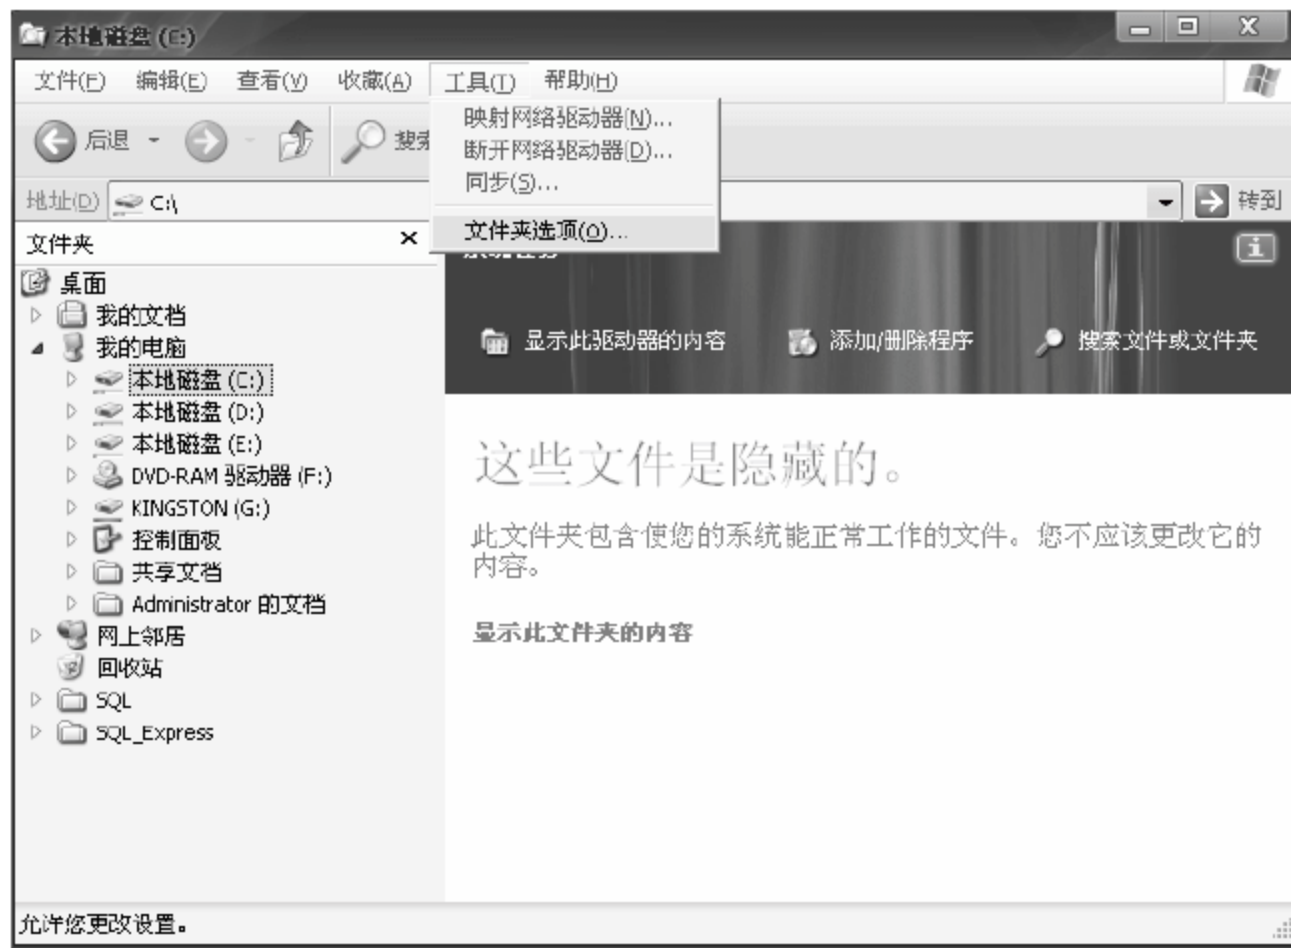 本地磁盘 (C:)
文件(F) 编辑(E) 查看(V) 收藏(A) 工具(T) 帮助(H)
映射网络驱动器(N)...
断开网络驱动器(D)...
同步(S)...
文件夹选项(O)...
后退
地址(D) C:\ 转到
文件夹
桌面
我的文档
我的电脑
本地磁盘 (C:)
本地磁盘 (D:)
本地磁盘 (E:)
DVD-RAM 驱动器 (F:)
KINGSTON (G:)
控制面板
共享文档
Administrator 的文档
网上邻居
回收站
SQL
SQL_Express
显示此驱动器的内容 添加/删除程序 搜索文件或文件夹
这些文件是隐藏的。
此文件夹包含使您的系统能正常工作的文件。您不应该更改它的
内容。
显示此文件夹的内容
允许您更改设置。